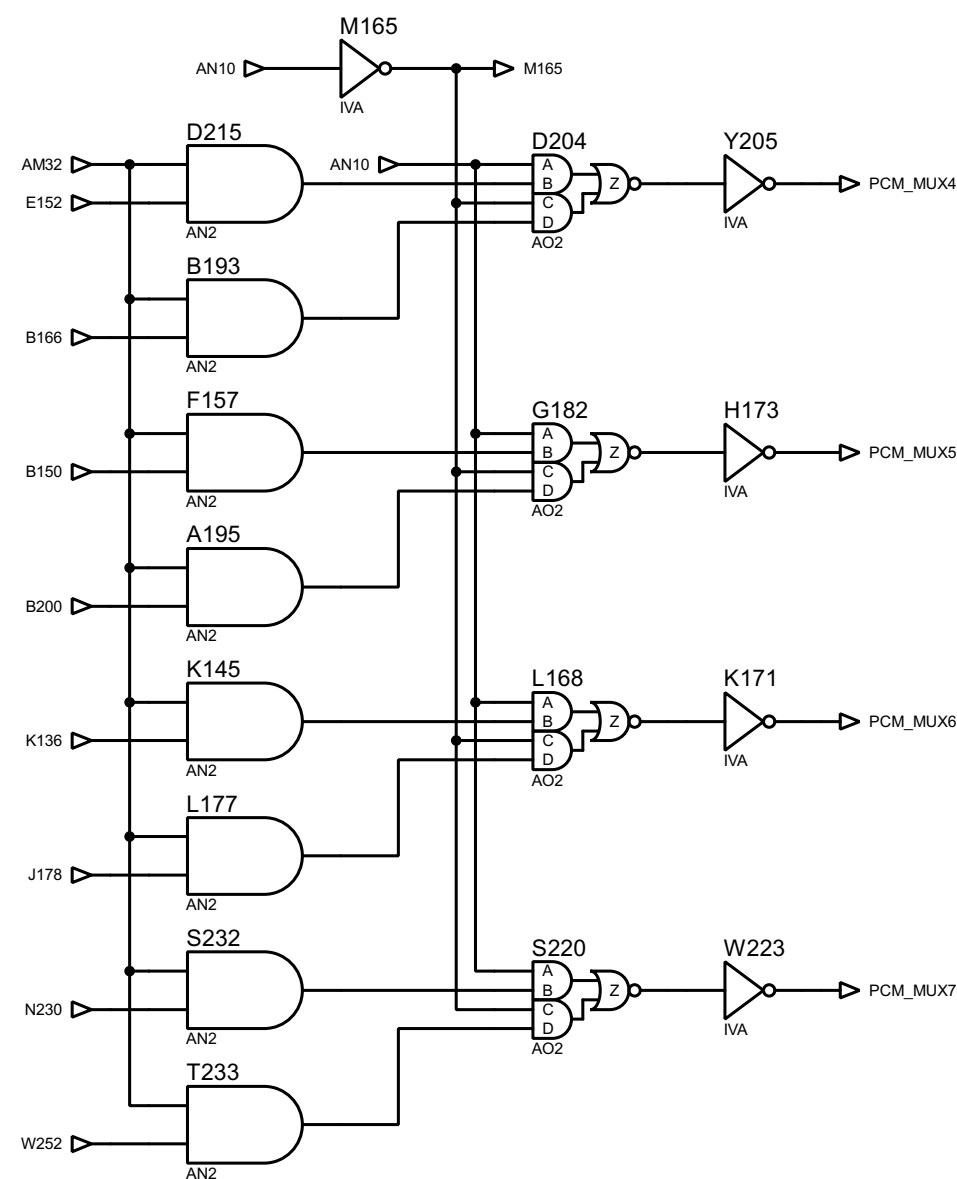 M165
AN10
M165
IVA
D215
D204
Y205
AM32
AN10
A
B
Z
PCM_MUX4
E152
C
D
AN2
AO2
IVA
B193
B166
AN2
F157
G182
H173
A
B
Z
PCM_MUX5
B150
C
D
AN2
AO2
IVA
A195
B200
AN2
K145
L168
K171
A
B
Z
PCM_MUX6
K136
C
D
AN2
AO2
IVA
L177
J178
AN2
S232
S220
W223
A
B
Z
PCM_MUX7
N230
C
D
AN2
AO2
IVA
T233
W252
AN2